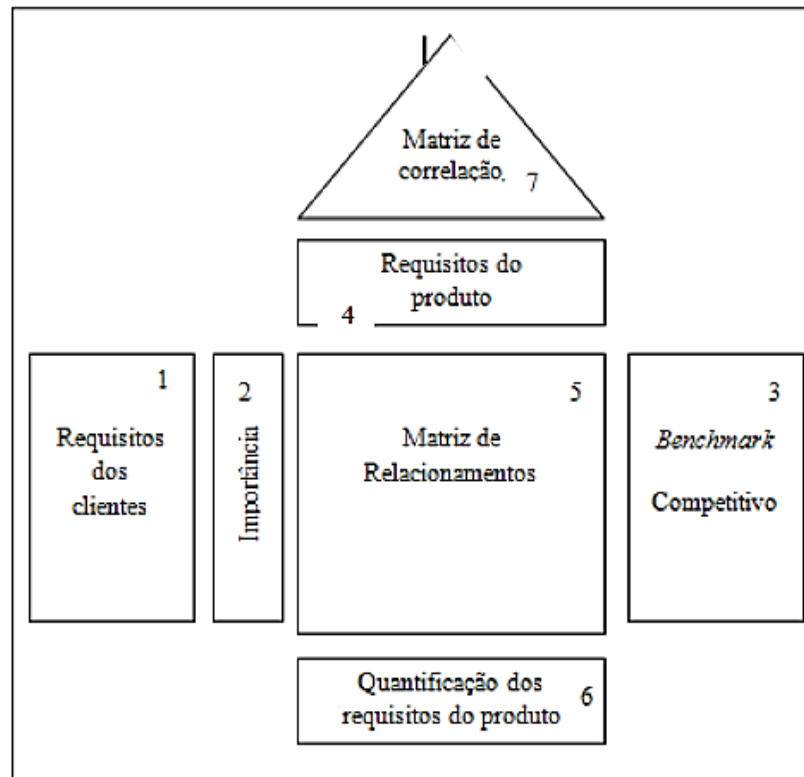 Matriz de
correlação.
7
Requisitos do
produto
4
1
Requisitos
dos
clientes
2
Importância
5
Matriz de
Relacionamentos
3
Benchmark
Competitivo
Quantificação dos
requisitos do produto
6